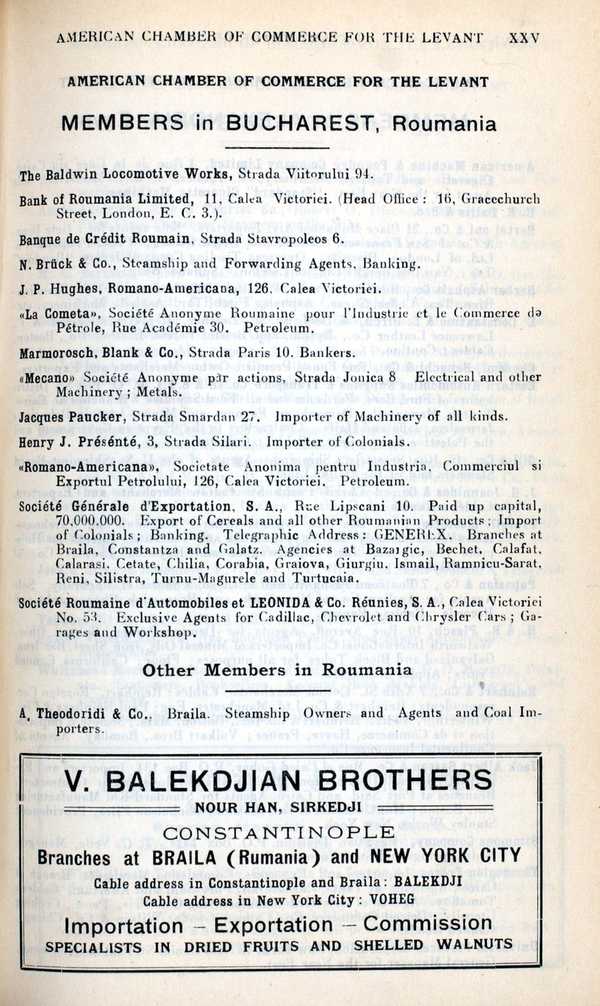 AMERICAN CHAMBER OF COMMERCE FOR THE LEVANT XXV
AMERICAN CHAMBER OF COMMERCE FOR THE LEVANT
MEMBERS in BUCHAREST, Roumania
The Baldwin Locomotive Works, Strada Viitorului 94.
Bank of Roumania Limited, 11, Calea Victoriei. (Head Office : 16, Gracechurch
Street, London, E. C. 3.).
Banque de Crédit Roumain, Strada Stavropoleos 6.
N. Brück & Co., Steamship and Forwarding Agents, Banking.
J. P. Hughes, Romano-Americana, 126, Calea Victoriei.
«La Cometa», Société Anonyme Roumaine pour l'Industrie et le Commerce de
Pétrole, Rue Académie 30. Petroleum.
Marmorosch, Blank & Co., Strada Paris 10. Bankers.
«Mecano» Société Anonyme par actions, Strada Jonica 8 Electrical and other
Machinery ; Metals.
Jacques Paucker, Strada Smardan 27. Importer of Machinery of all kinds.
Henry J. Présénté, 3, Strada Silari. Importer of Colonials.
«Romano-Americana», Societate Anonima pentru Industria, Commerciul si
Exportul Petrolului, 126, Calea Victoriei. Petroleum.
Société Générale d'Exportation, S. A., Rue Lipscani 10. Paid up capital,
70,000.000. Export of Cereals and all other Roumanian Products ; Import
of Colonials ; Banking. Telegraphic Address : GENEREX. Branches at
Braila, Constantza and Galatz. Agencies at Bazargic, Bechet, Calafat,
Calarasi, Cetate, Chilia, Corabia, Graiova, Giurgiu, Ismail, Ramnicu-Sarat,
Reni, Silistra, Turnu-Magurele and Turtucaia.
Société Roumaine d'Automobiles et LEONIDA & Co. Réunies, S. A., Calea Victoriei
No. 53. Exclusive Agents for Cadillac, Chevrolet and Chrysler Cars ; Ga-
rages and Workshop.
Other Members in Roumania
A. Theodoridi & Co., Braila. Steamship Owners and Agents and Coal Im-
porters.
V. BALEKDJIAN BROTHERS
NOUR HAN, SIRKEDJI
CONSTANTINOPLE
Branches at BRAILA (Rumania) and NEW YORK CITY
Cable address in Constantinople and Braila : BALEKDJI
Cable address in New York City : VOHEG
Importation – Exportation – Commission
SPECIALISTS IN DRIED FRUITS AND SHELLED WALNUTS